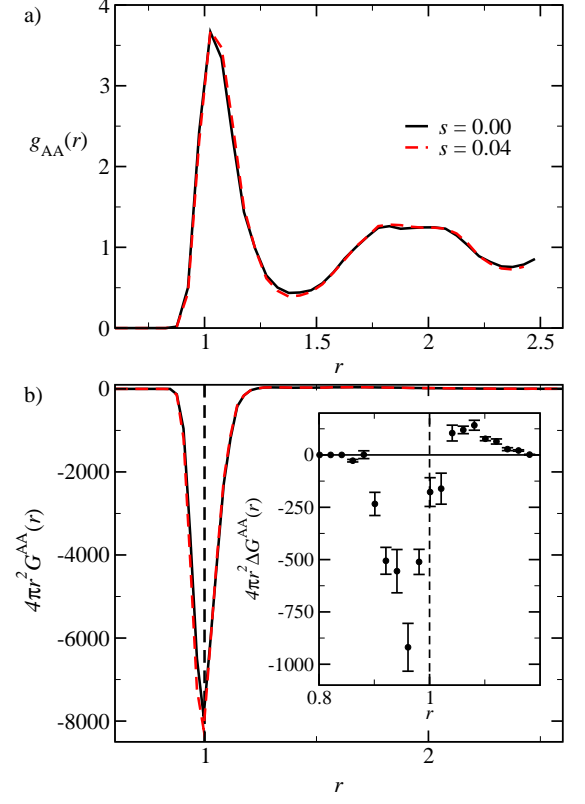 a)
4
3
2
1
0
g_AA(r)
s = 0.00
s = 0.04
1
1.5
2
2.5
r
b)
0
-2000
-4000
-6000
-8000
4πr²G^AA(r)
1
2
r
0
-250
-500
-750
-1000
4πr²ΔG^AA(r)
0.8
1
r